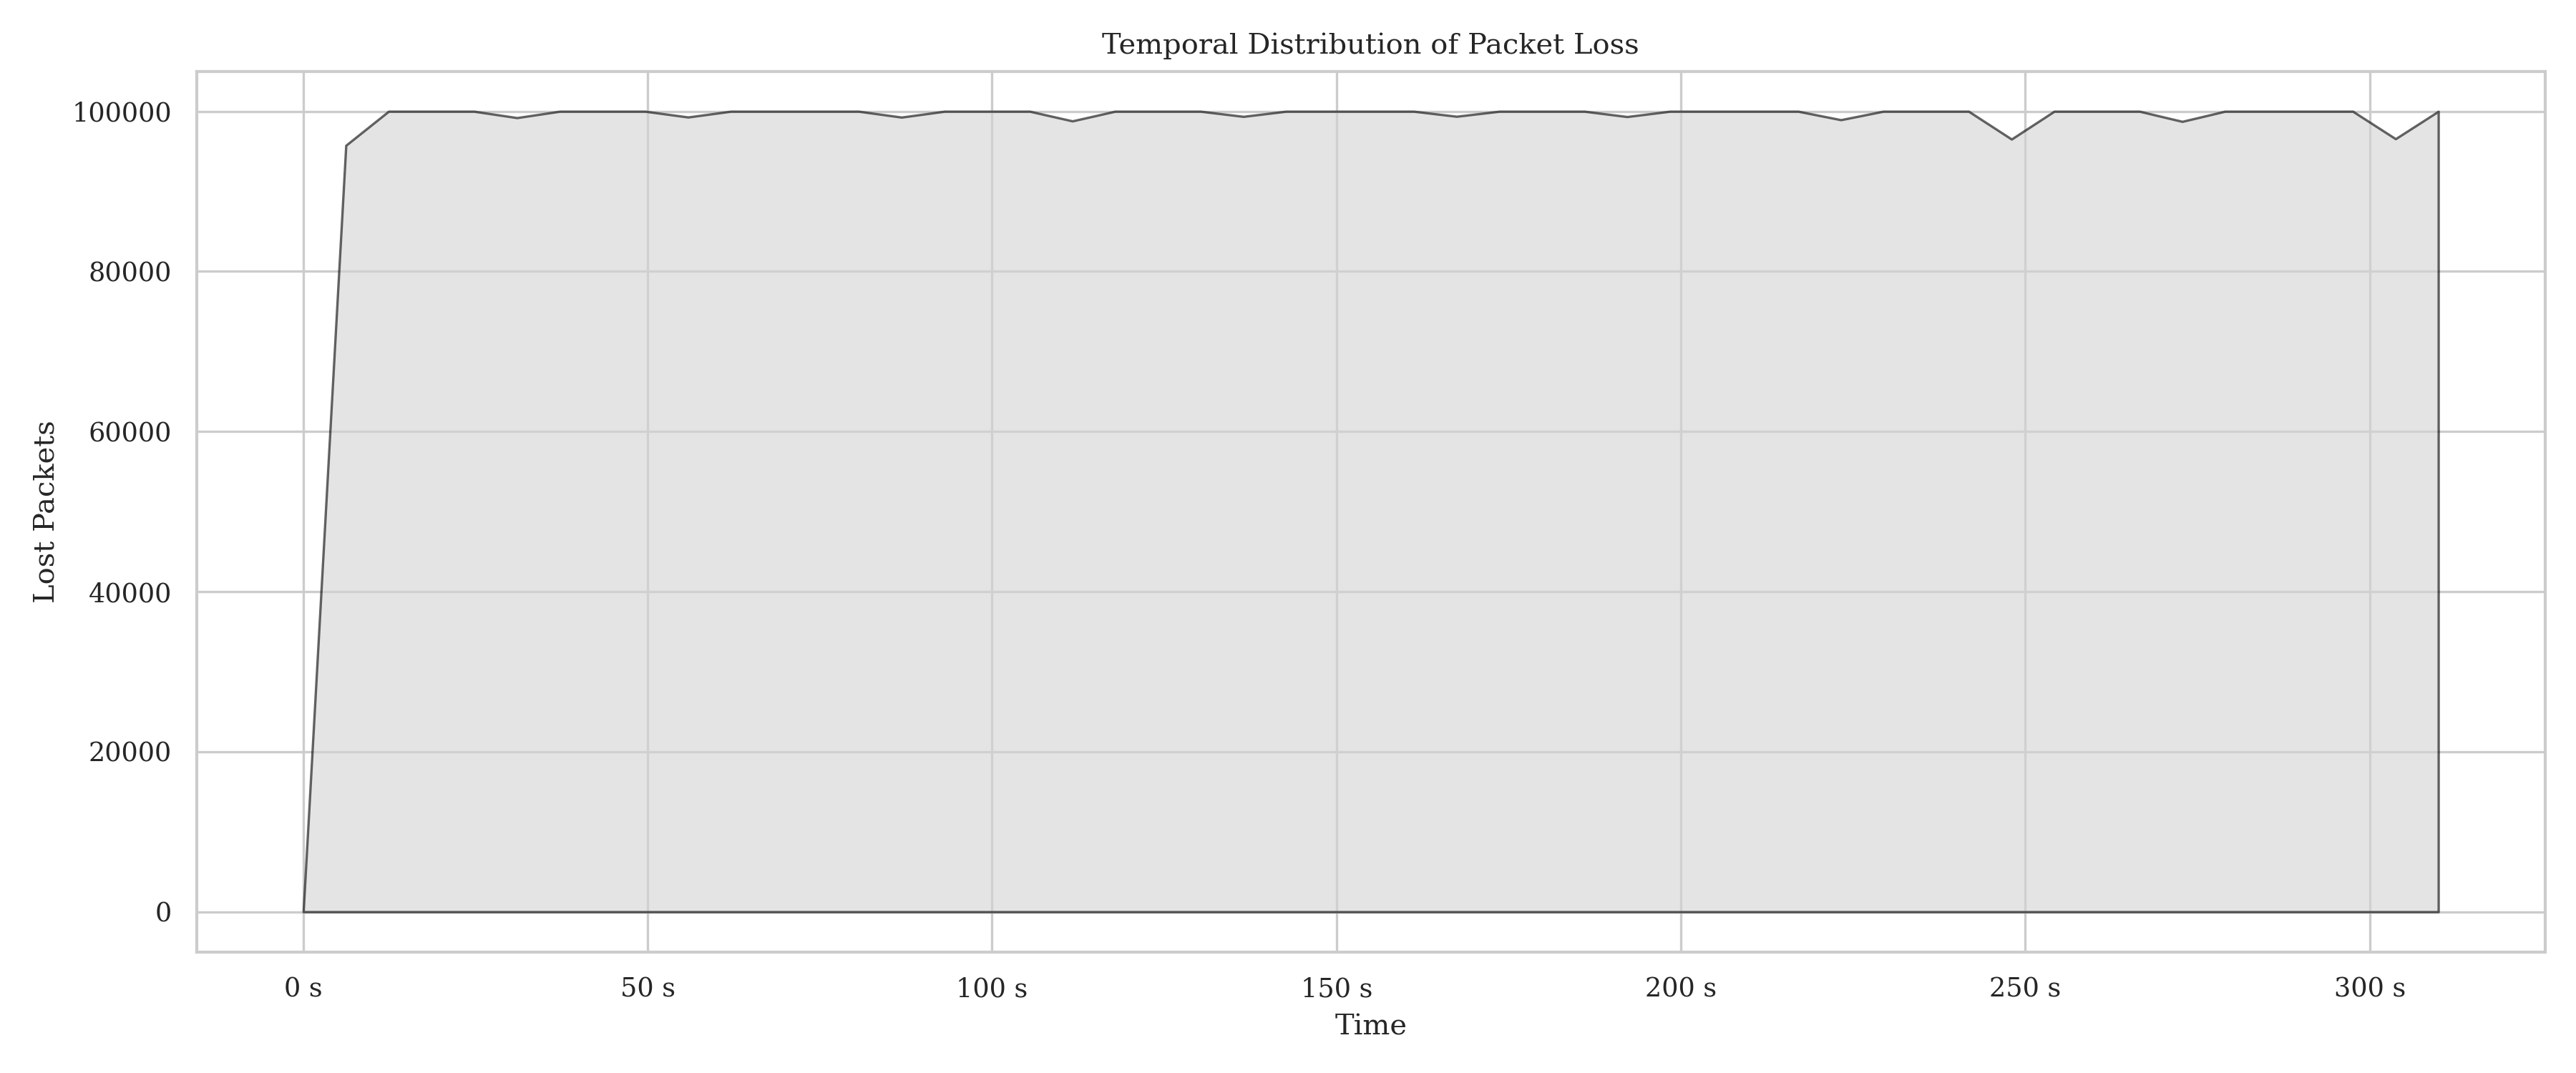 Temporal Distribution of Packet Loss
Lost Packets
100000
80000
60000
40000
20000
0
0 s
50 s
100 s
150 s
200 s
250 s
300 s
Time